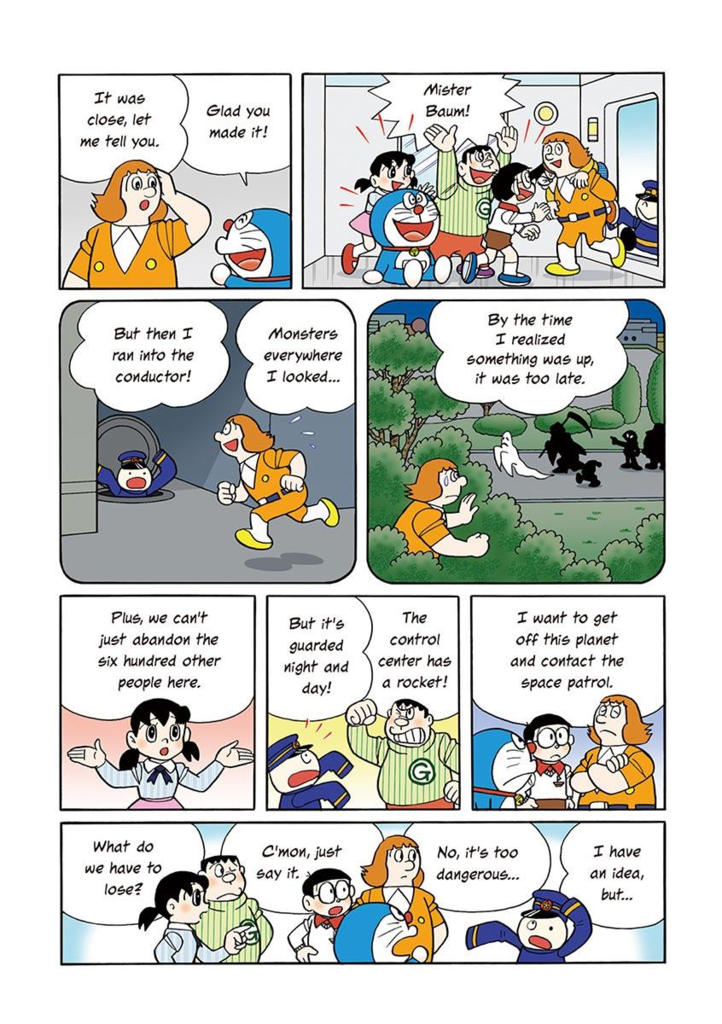 Mister
Baum!
G
Glad you
made it!
It was
close, let
me tell you.
By the time
I realized
something was up,
it was too late.
Monsters
everywhere
I looked...
But then I
ran into the
conductor!
I want to get
off this planet
and contact the
space patrol.
The
control
center has
a rocket!
But it's
guarded
night and
day!
G
Plus, we can't
just abandon the
six hundred other
people here.
I have
an idea,
but...
No, it's too
dangerous...
C'mon, just
say it.
What do
we have to
lose?
G